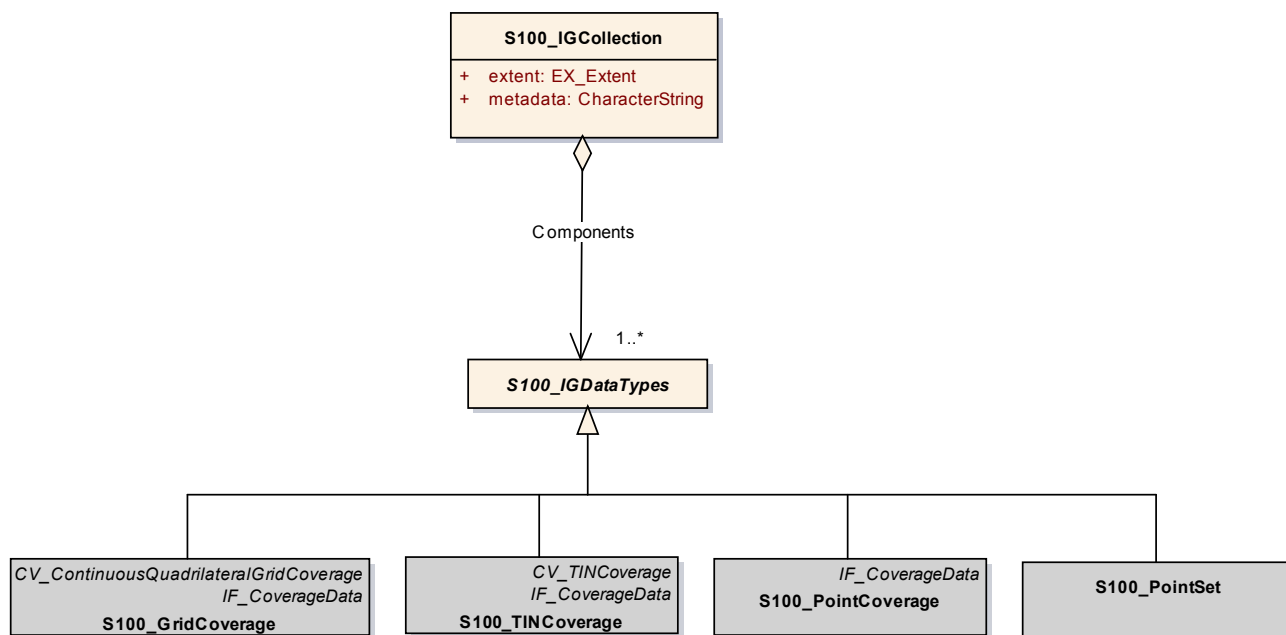 S100_IGCollection
+ extent: EX_Extent
+ metadata: CharacterString
Components
1..*
S100_IGDataTypes
CV_ContinuousQuadrilateralGridCoverage
IF_CoverageData
S100_GridCoverage
CV_TINCoverage
IF_CoverageData
S100_TINCoverage
IF_CoverageData
S100_PointCoverage
S100_PointSet